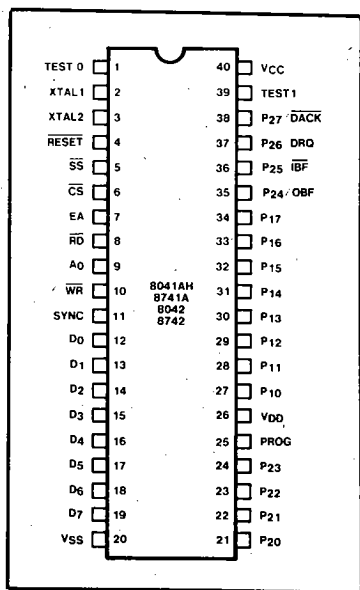 TEST 0 1 40 VCC
XTAL1 2 39 TEST1
XTAL2 3 38 P27 DACK
RESET 4 37 P26 DRQ
SS 5 36 P25 IBF
CS 6 35 P24 OBF
EA 7 34 P17
RD 8 33 P16
A0 9 32 P15
WR 10 8041AH 31 P14
8741A
SYNC 11 8042 30 P13
8742
D0 12 29 P12
D1 13 28 P11
D2 14 27 P10
D3 15 26 VDD
D4 16 25 PROG
D5 17 24 P23
D6 18 23 P22
D7 19 22 P21
VSS 20 21 P20